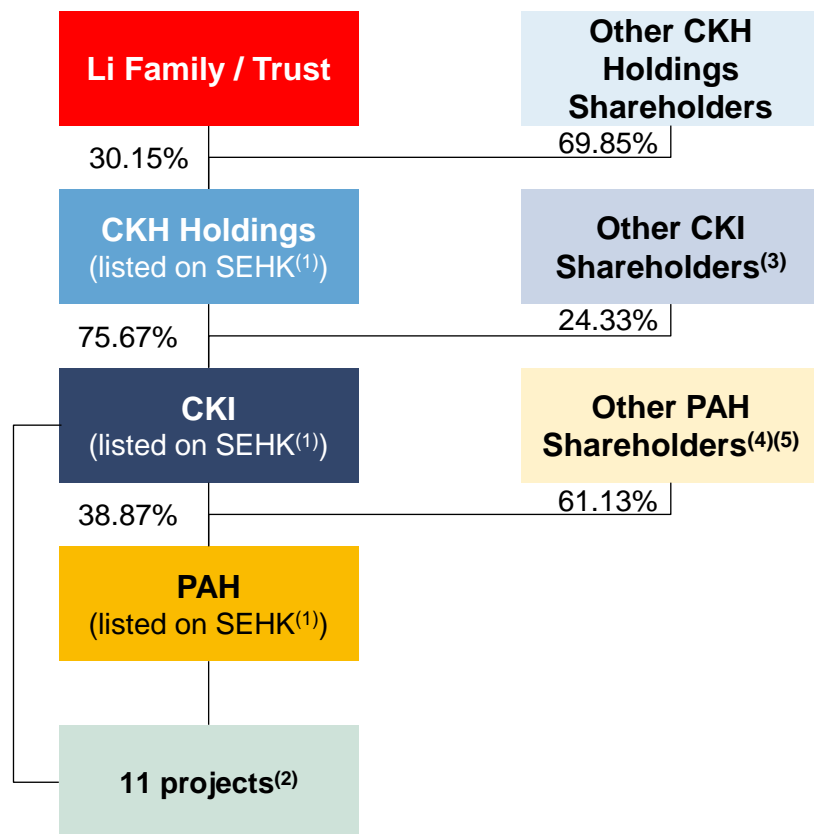 Li Family / Trust
Other CKH
Holdings
Shareholders
30.15%
69.85%
CKH Holdings
(listed on SEHK(1))
Other CKI
Shareholders(3)
75.67%
24.33%
CKI
(listed on SEHK(1))
Other PAH
Shareholders(4)(5)
38.87%
61.13%
PAH
(listed on SEHK(1))
11 projects(2)